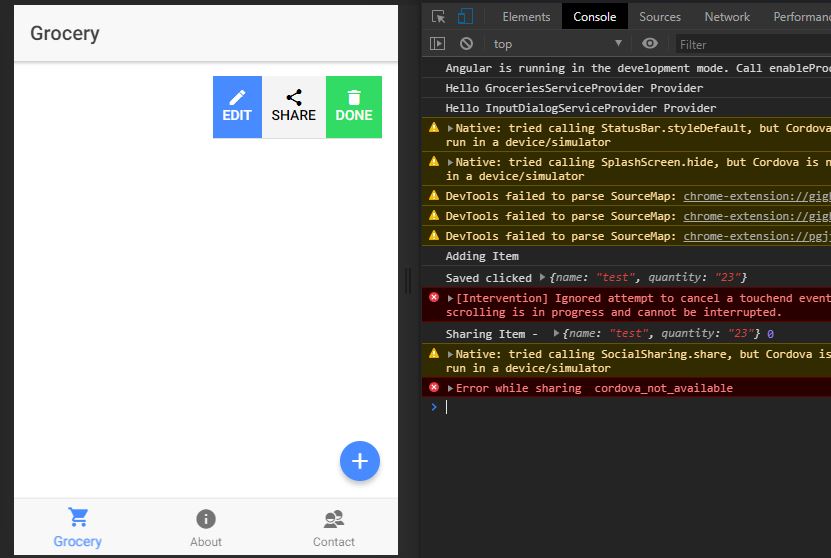 Grocery
EDIT
SHARE
DONE
Grocery
About
Contact
Elements Console Sources Network Performan
top Filter
Angular is running in the development mode. Call enablePro
Hello GroceriesServiceProvider Provider
Hello InputDialogServiceProvider Provider
Native: tried calling StatusBar.styleDefault, but Cordova
run in a device/simulator
Native: tried calling SplashScreen.hide, but Cordova is n
in a device/simulator
DevTools failed to parse SourceMap: chrome-extension://gigh
DevTools failed to parse SourceMap: chrome-extension://gigh
DevTools failed to parse SourceMap: chrome-extension://pgj
Adding Item
Saved clicked {name: "test", quantity: "23"}
[Intervention] Ignored attempt to cancel a touchend event
scrolling is in progress and cannot be interrupted.
Sharing Item - {name: "test", quantity: "23"} 0
Native: tried calling SocialSharing.share, but Cordova is
run in a device/simulator
Error while sharing cordova_not_available